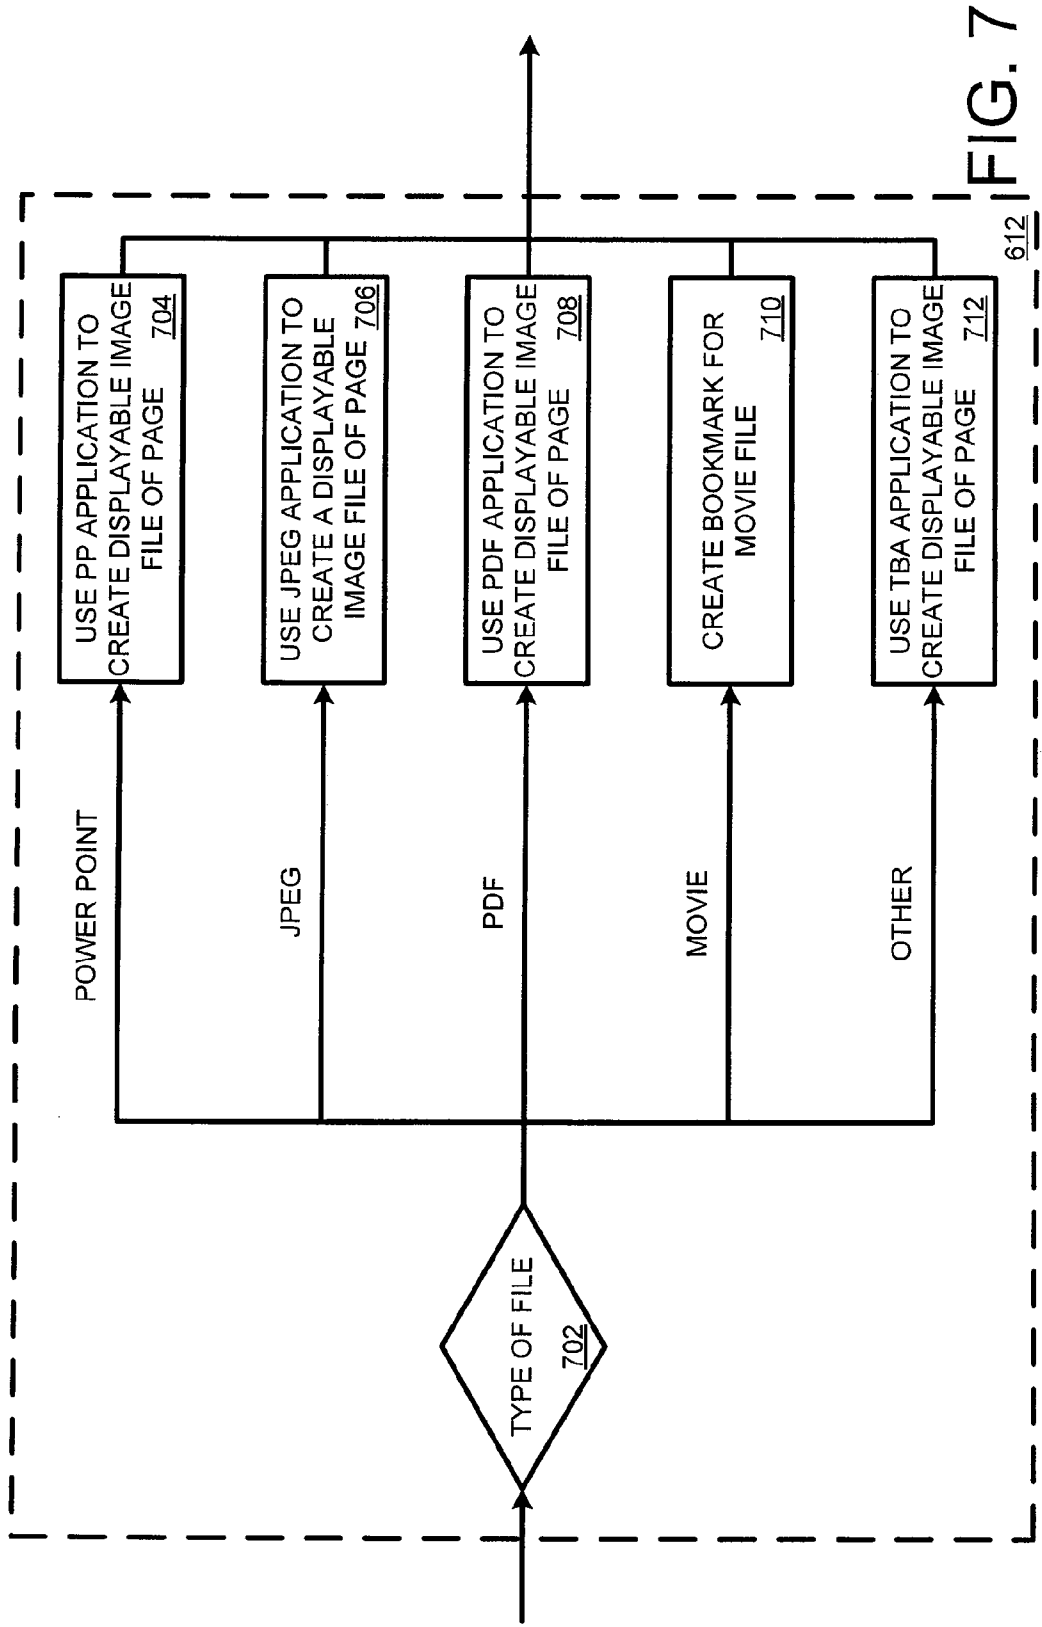 TYPE OF FILE
702
POWER POINT
USE PP APPLICATION TO
CREATE DISPLAYABLE IMAGE
FILE OF PAGE
704
JPEG
USE JPEG APPLICATION TO
CREATE A DISPLAYABLE
IMAGE FILE OF PAGE 706
PDF
USE PDF APPLICATION TO
CREATE DISPLAYABLE IMAGE
FILE OF PAGE
708
MOVIE
CREATE BOOKMARK FOR
MOVIE FILE
710
OTHER
USE TBA APPLICATION TO
CREATE DISPLAYABLE IMAGE
FILE OF PAGE
712
612
FIG. 7